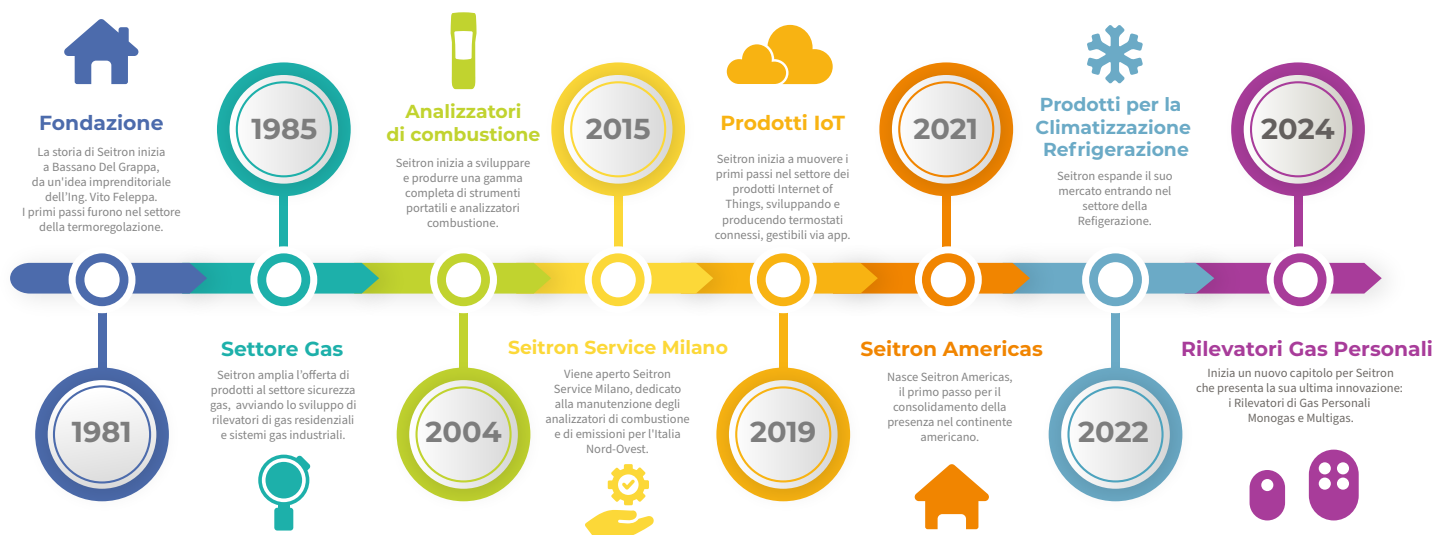 Fondazione
La storia di Seitron inizia
a Bassano Del Grappa,
da un'idea imprenditoriale
dell'Ing. Vito Feleppa.
I primi passi furono nel settore
della termoregolazione.
1981
1985
Settore Gas
Seitron amplia l'offerta di
prodotti al settore sicurezza
gas, avviando lo sviluppo di
rilevatori di gas residenziali
e sistemi gas industriali.
Analizzatori
di combustione
Seitron inizia a sviluppare
e produrre una gamma
completa di strumenti
portatili e analizzatori
combustione.
2004
2015
Seitron Service Milano
Viene aperto Seitron
Service Milano, dedicato
alla manutenzione degli
analizzatori di combustione
e di emissioni per l'Italia
Nord-Ovest.
Prodotti IoT
Seitron inizia a muovere i
primi passi nel settore dei
prodotti Internet of
Things, sviluppando e
producendo termostati
connessi, gestibili via app.
2019
2021
Seitron Americas
Nasce Seitron Americas,
il primo passo per il
consolidamento della
presenza nel continente
americano.
Prodotti per la
Climatizzazione
Refrigerazione
Seitron espande il suo
mercato entrando nel
settore della
Refigerazione.
2022
2024
Rilevatori Gas Personali
Inizia un nuovo capitolo per Seitron
che presenta la sua ultima innovazione:
i Rilevatori di Gas Personali
Monogas e Multigas.